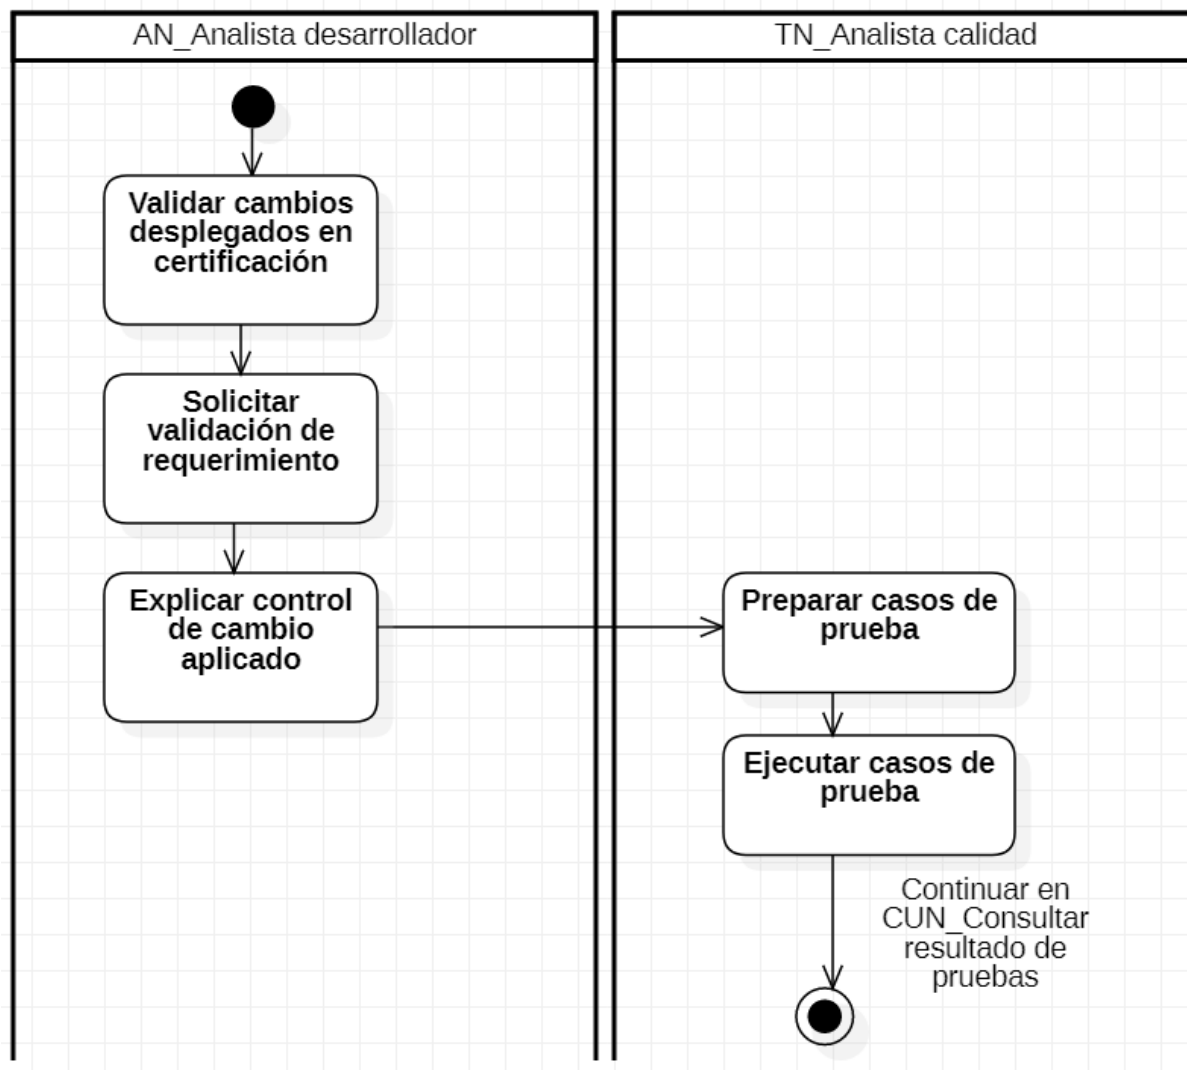 AN_Analista desarrollador
TN_Analista calidad
Validar cambios
desplegados en
certificación
Solicitar
validación de
requerimiento
Explicar control
de cambio
aplicado
Preparar casos de
prueba
Ejecutar casos de
prueba
Continuar en
CUN_Consultar
resultado de
pruebas